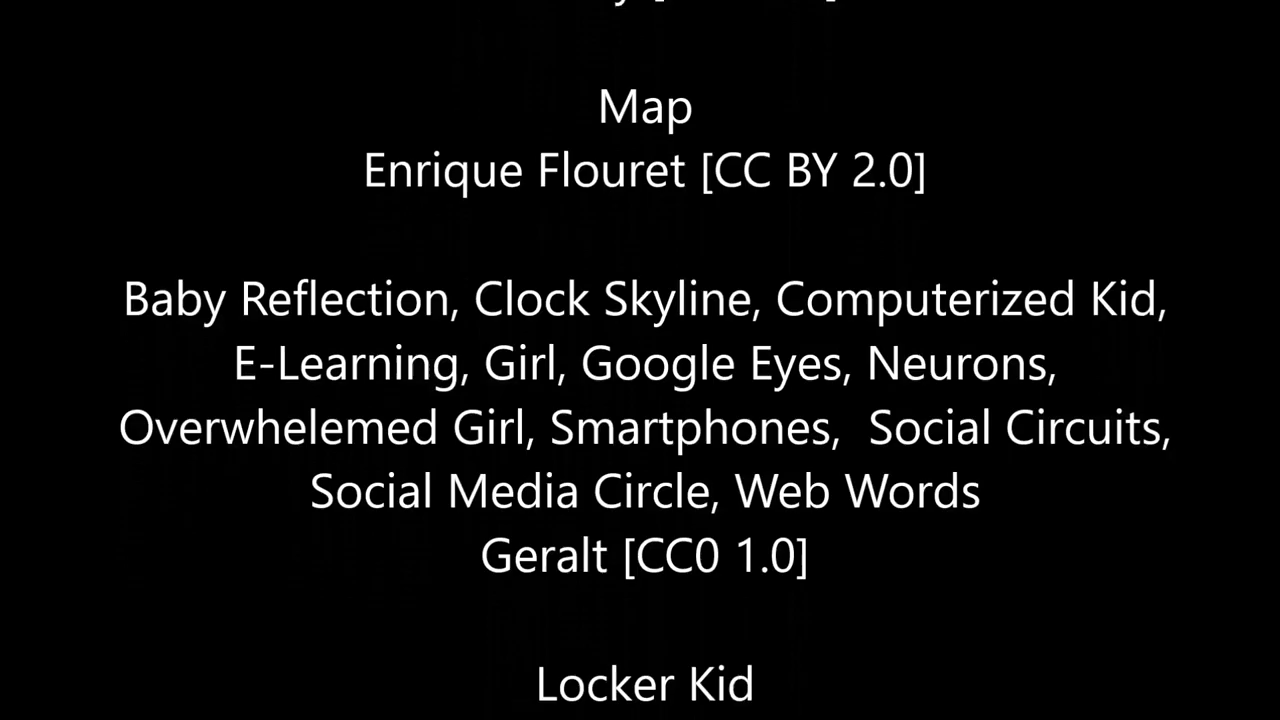 Map
Enrique Flouret [CC BY 2.0]
Baby Reflection, Clock Skyline, Computerized Kid,
E-Learning, Girl, Google Eyes, Neurons,
Overwhelemed Girl, Smartphones,  Social Circuits,
Social Media Circle, Web Words
Geralt [CC0 1.0]
Locker Kid